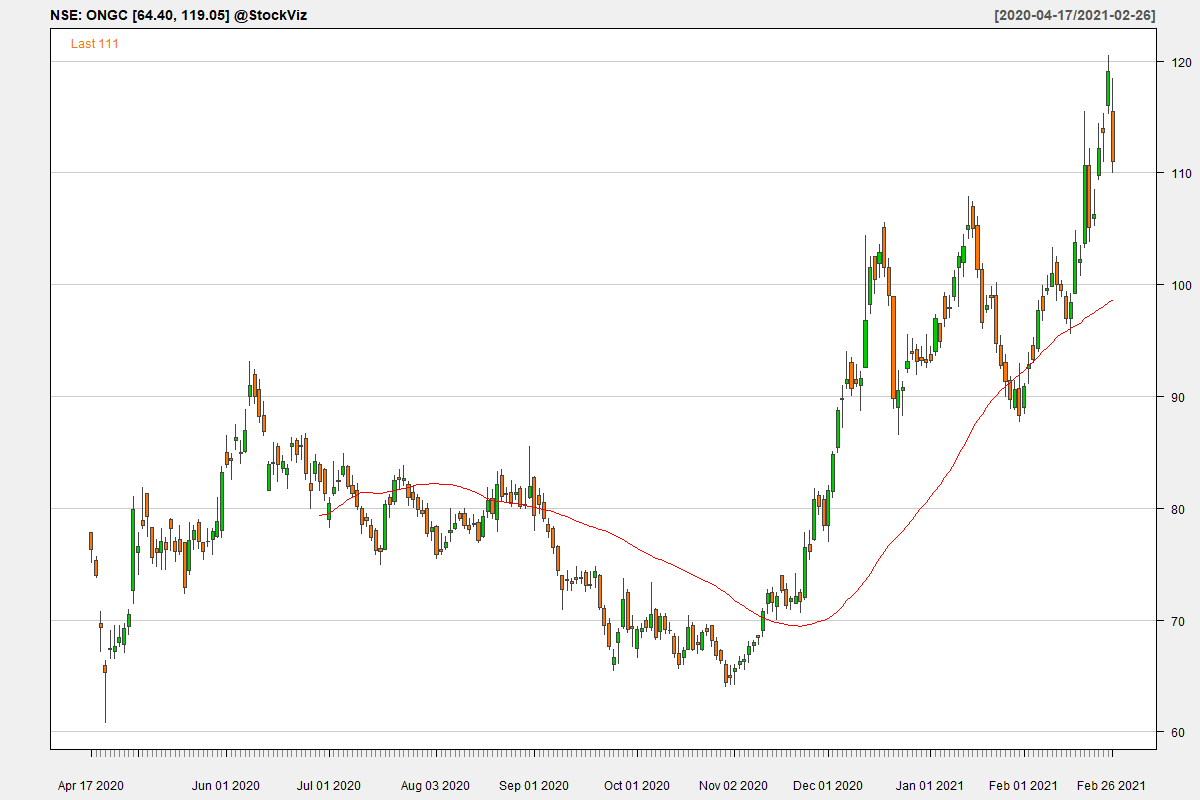 NSE: ONGC [64.40, 119.05] @StockViz
[2020-04-17/2021-02-26]
Last 111
120
110
100
90
80
70
60
Apr 17 2020 Jun 01 2020 Jul 01 2020 Aug 03 2020 Sep 01 2020 Oct 01 2020 Nov 02 2020 Dec 01 2020 Jan 01 2021 Feb 01 2021 Feb 26 2021